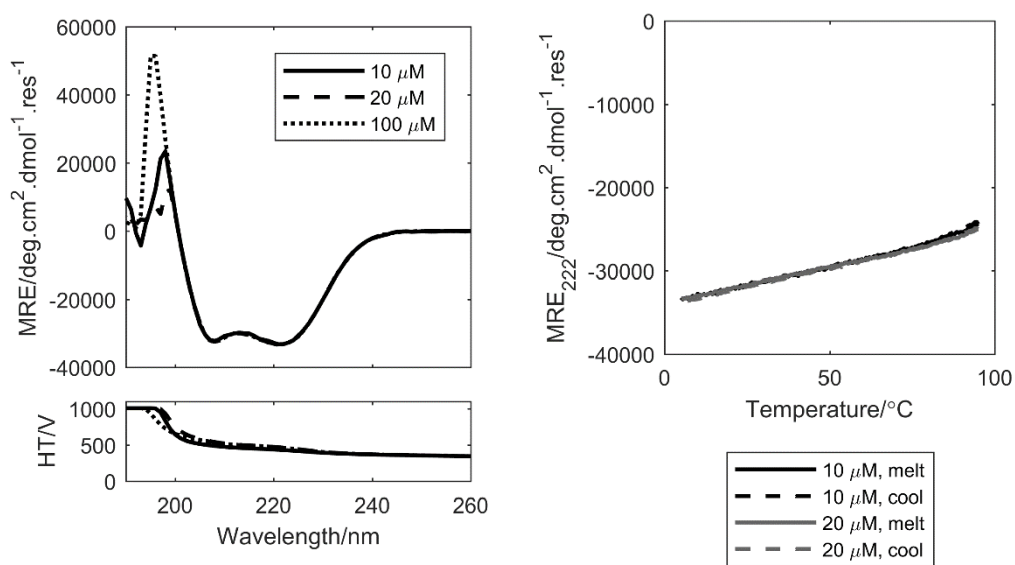 60000
40000
20000
0
-20000
-40000
MRE/deg.cm².dmol⁻¹.res⁻¹
10 μM
20 μM
100 μM
1000
500
0
HT/V
200
220
240
260
Wavelength/nm
0
-10000
-20000
-30000
-40000
MRE₂₂₂/deg.cm².dmol⁻¹.res⁻¹
0
50
100
Temperature/°C
10 μM, melt
10 μM, cool
20 μM, melt
20 μM, cool